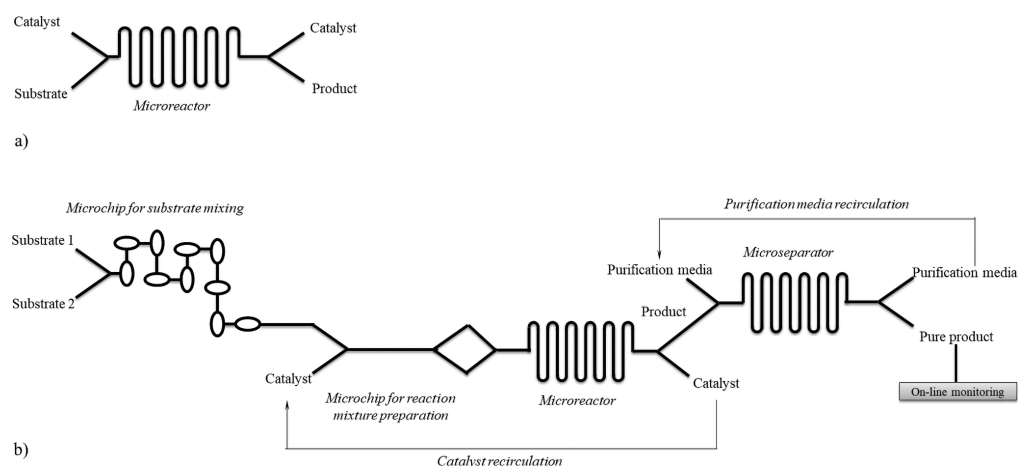 Catalyst
Catalyst
Substrate
Product
Microreactor
a)
Microchip for substrate mixing
Purification media recirculation
Substrate 1
Microseparator
Purification media
Purification media
Substrate 2
Product
Pure product
Catalyst
Catalyst
On-line monitoring
Microchip for reaction
mixture preparation
Microreactor
b)
Catalyst recirculation